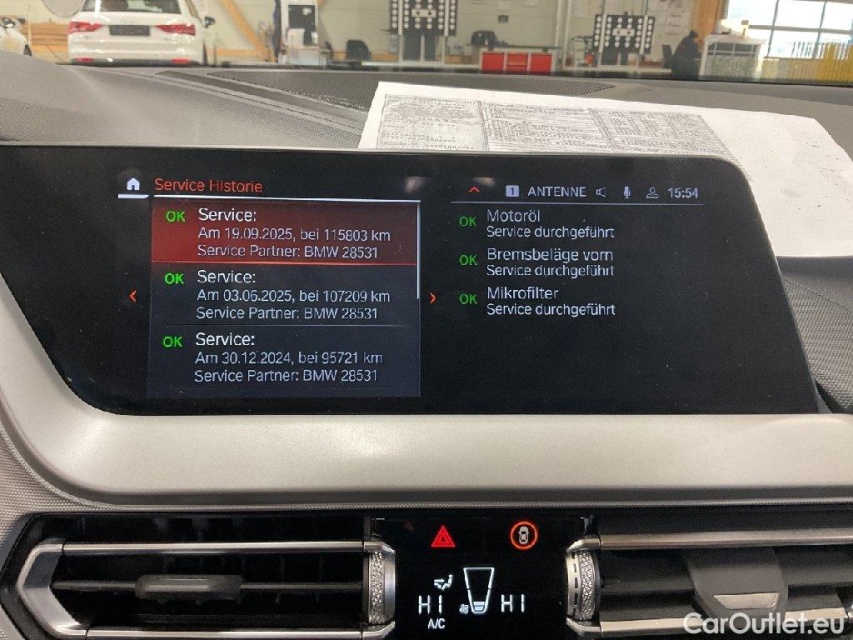 Service Historie
1 ANTENNE 15:54
OK Service:
Am 19.09.2025, bei 115803 km
Service Partner: BMW 28531
OK Service:
Am 03.06.2025, bei 107209 km
Service Partner: BMW 28531
OK Service:
Am 30.12.2024, bei 95721 km
Service Partner: BMW 28531
OK Motoröl
Service durchgeführt
OK Bremsbeläge vorn
Service durchgeführt
OK Mikrofilter
Service durchgeführt
HI HI
A/C
CarOutlet.eu